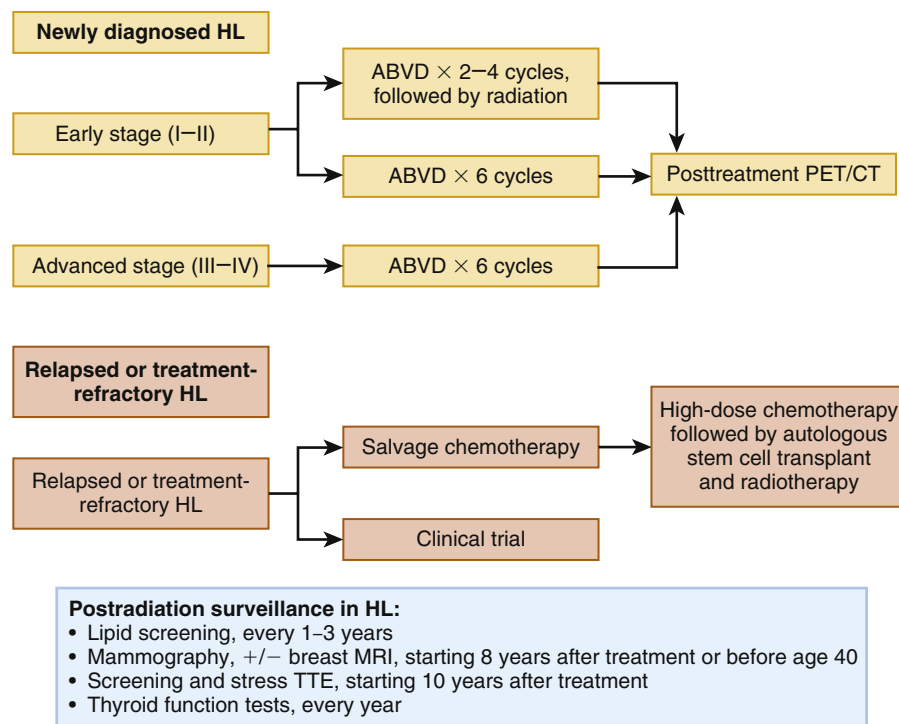 Newly diagnosed HL
Early stage (I–II)
ABVD × 2–4 cycles,
followed by radiation
ABVD × 6 cycles
Posttreatment PET/CT
Advanced stage (III–IV)
ABVD × 6 cycles
Relapsed or treatment-
refractory HL
Relapsed or treatment-
refractory HL
Salvage chemotherapy
Clinical trial
High-dose chemotherapy
followed by autologous
stem cell transplant
and radiotherapy
Postradiation surveillance in HL:
• Lipid screening, every 1–3 years
• Mammography, +/− breast MRI, starting 8 years after treatment or before age 40
• Screening and stress TTE, starting 10 years after treatment
• Thyroid function tests, every year